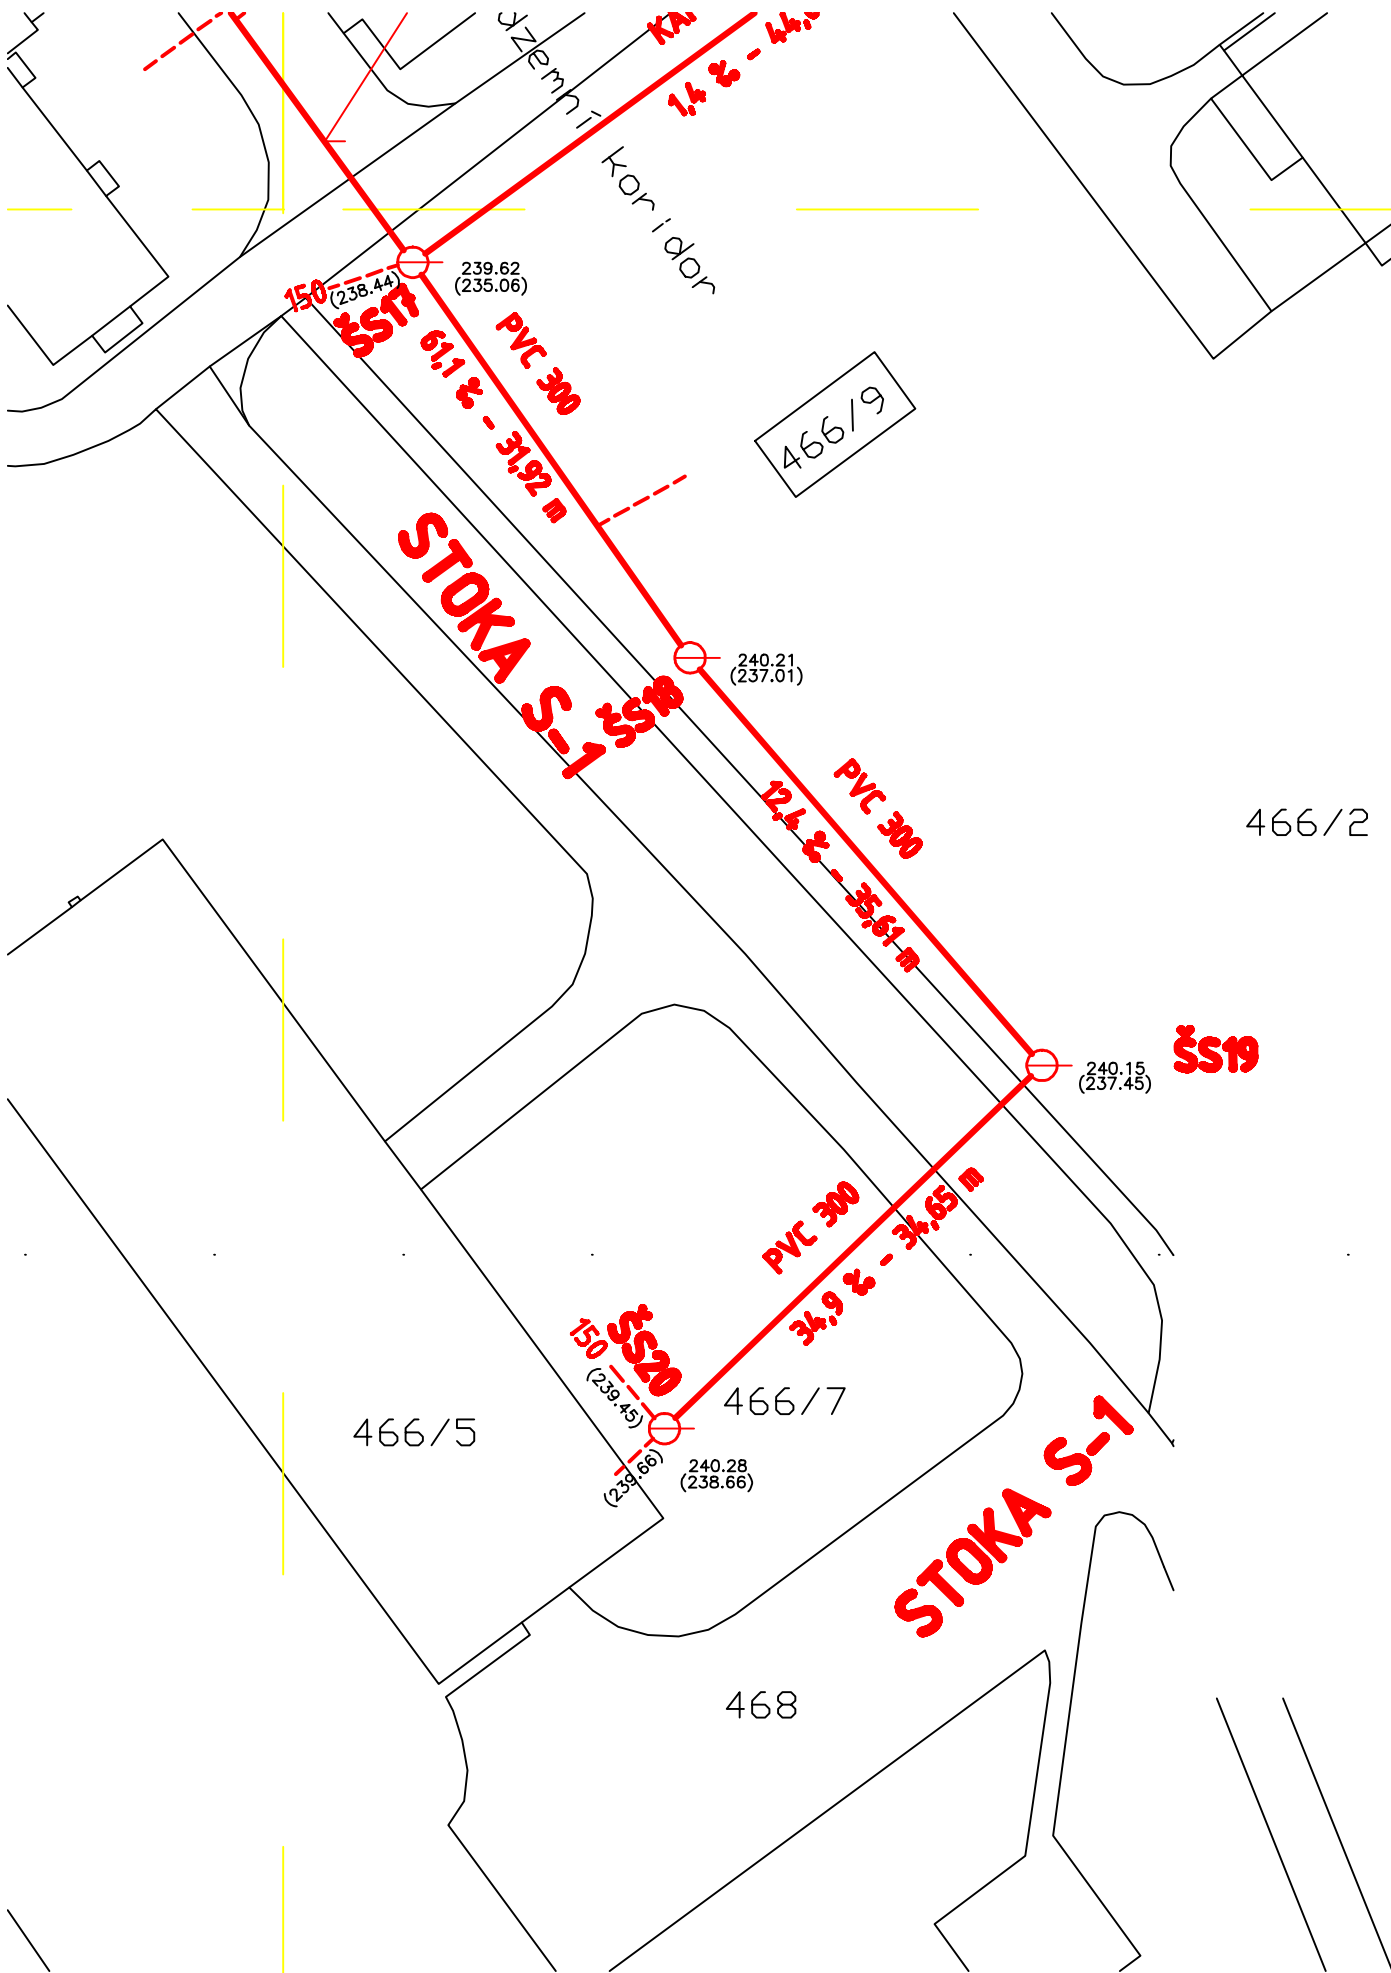 1,4 ‰ - 44,
koridor
239.62
(235.06)
150
(238.44)
ŠS17
PVC 300
61,1 ‰ - 31,92 m
466/9
STOKA S-1
240.21
(237.01)
ŠS18
PVC 300
12,4 ‰ - 35,61 m
466/2
ŠS19
240.15
(237.45)
PVC 300
34,9 ‰ - 34,65 m
150
ŠS20
(239.45)
466/7
466/5
STOKA S-1
(239.66)
240.28
(238.66)
468